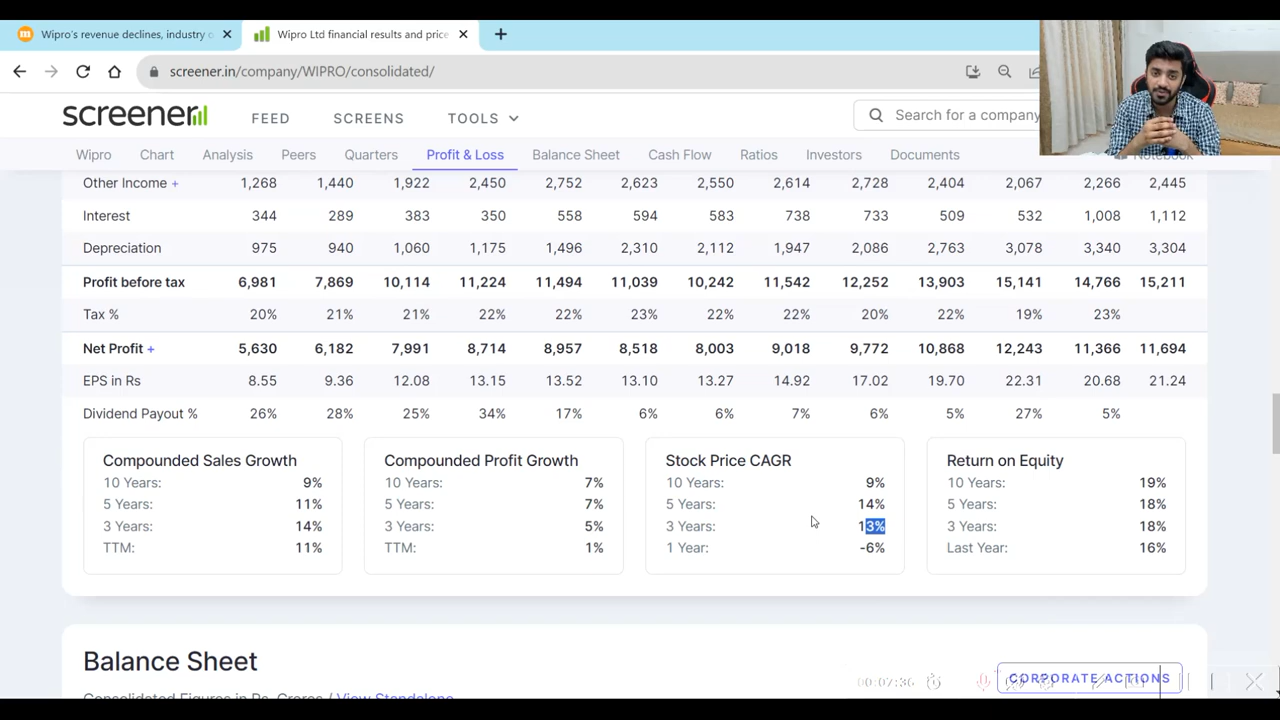 Wipro's revenue declines, industry o
Wipro Ltd financial results and price
screener.in/company/WIPRO/consolidated/
screener
FEED SCREENS TOOLS
Search for a company
Wipro Chart Analysis Peers Quarters Profit & Loss Balance Sheet Cash Flow Ratios Investors Documents Notebook
Other Income + 1,268 1,440 1,922 2,450 2,752 2,623 2,550 2,614 2,728 2,404 2,067 2,266 2,445
Interest 344 289 383 350 558 594 583 738 733 509 532 1,008 1,112
Depreciation 975 940 1,060 1,175 1,496 2,310 2,112 1,947 2,086 2,763 3,078 3,340 3,304
Profit before tax 6,981 7,869 10,114 11,224 11,494 11,039 10,242 11,542 12,252 13,903 15,141 14,766 15,211
Tax % 20% 21% 21% 22% 22% 23% 22% 22% 20% 22% 19% 23%
Net Profit + 5,630 6,182 7,991 8,714 8,957 8,518 8,003 9,018 9,772 10,868 12,243 11,366 11,694
EPS in Rs 8.55 9.36 12.08 13.15 13.52 13.10 13.27 14.92 17.02 19.70 22.31 20.68 21.24
Dividend Payout % 26% 28% 25% 34% 17% 6% 6% 7% 6% 5% 27% 5%
Compounded Sales Growth
10 Years: 9%
5 Years: 11%
3 Years: 14%
TTM: 11%
Compounded Profit Growth
10 Years: 7%
5 Years: 7%
3 Years: 5%
TTM: 1%
Stock Price CAGR
10 Years: 9%
5 Years: 14%
3 Years: 13%
1 Year: -6%
Return on Equity
10 Years: 19%
5 Years: 18%
3 Years: 18%
Last Year: 16%
Balance Sheet
CORPORATE ACTIONS
Consolidated Figures in Rs. Crores / View Standalone
00:07:36